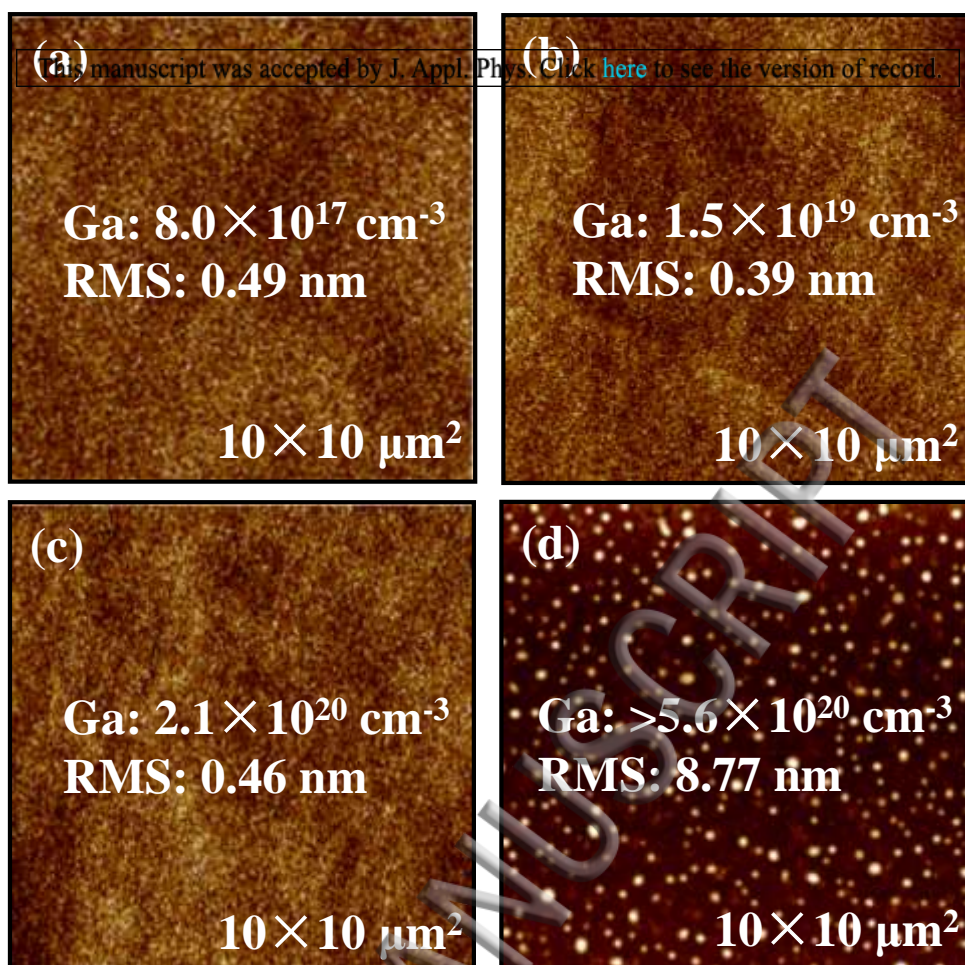 (a)
(b)
This manuscript was accepted by J. Appl. Phys. Click here to see the version of record.
Ga: 8.0×10¹⁷ cm⁻³
RMS: 0.49 nm
10×10 μm²
Ga: 1.5×10¹⁹ cm⁻³
RMS: 0.39 nm
10×10 μm²
(c)
Ga: 2.1×10²⁰ cm⁻³
RMS: 0.46 nm
10×10 μm²
(d)
Ga: >5.6×10²⁰ cm⁻³
RMS: 8.77 nm
10×10 μm²
NUSCRIPT